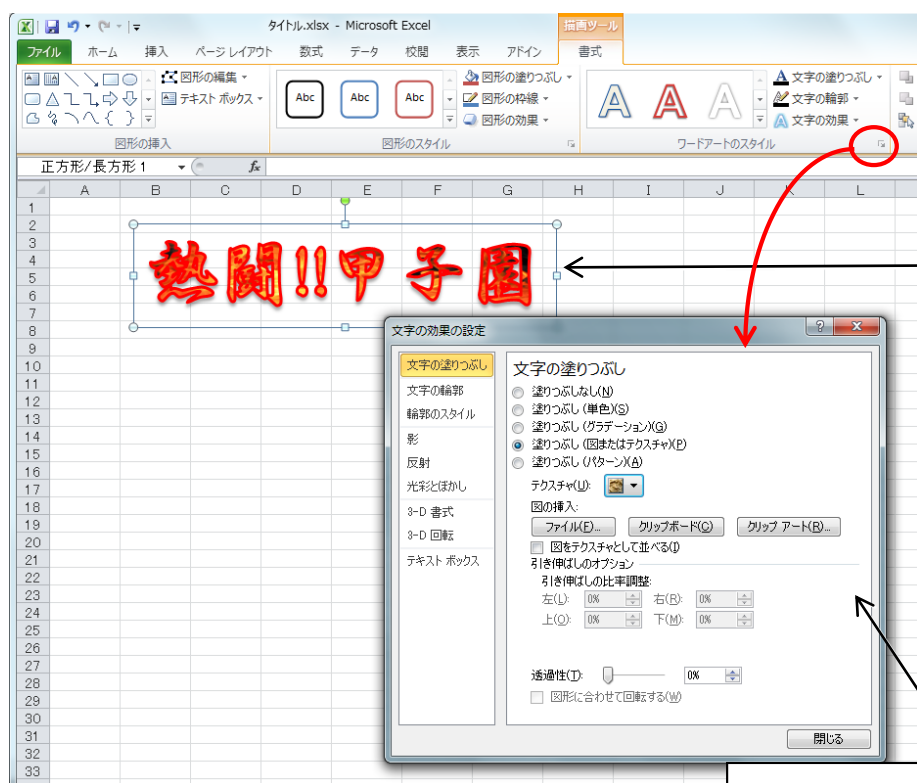 タイトル.xlsx - Microsoft Excel
描画ツール
ファイル ホーム 挿入 ページ レイアウト 数式 データ 校閲 表示 アドイン 書式
図形の編集
テキスト ボックス
図形の挿入
Abc Abc Abc
図形の塗りつぶし
図形の枠線
図形の効果
図形のスタイル
A A A
A 文字の塗りつぶし
文字の輪郭
A 文字の効果
ワードアートのスタイル
正方形/長方形 1
fx
A B C D E F G H I J K L
1
2
3
4
5
6
7
8
9
10
11
12
13
14
15
16
17
18
19
20
21
22
23
24
25
26
27
28
29
30
31
32
33
熱闘!!甲子園
文字の効果の設定
文字の塗りつぶし
文字の輪郭
輪郭のスタイル
影
反射
光彩とぼかし
3-D 書式
3-D 回転
テキスト ボックス
文字の塗りつぶし
塗りつぶしなし(N)
塗りつぶし (単色)(S)
塗りつぶし (グラデーション)(G)
塗りつぶし (図またはテクスチャ)(P)
塗りつぶし (パターン)(A)
テクスチャ(U):
図の挿入:
ファイル(F)... クリップボード(C) クリップ アート(R)...
図をテクスチャとして並べる(I)
引き伸ばしのオプション
引き伸ばしの比率調整:
左(L): 0% 右(R): 0%
上(O): 0% 下(M): 0%
透過性(T): 0%
図形に合わせて回転する(W)
閉じる